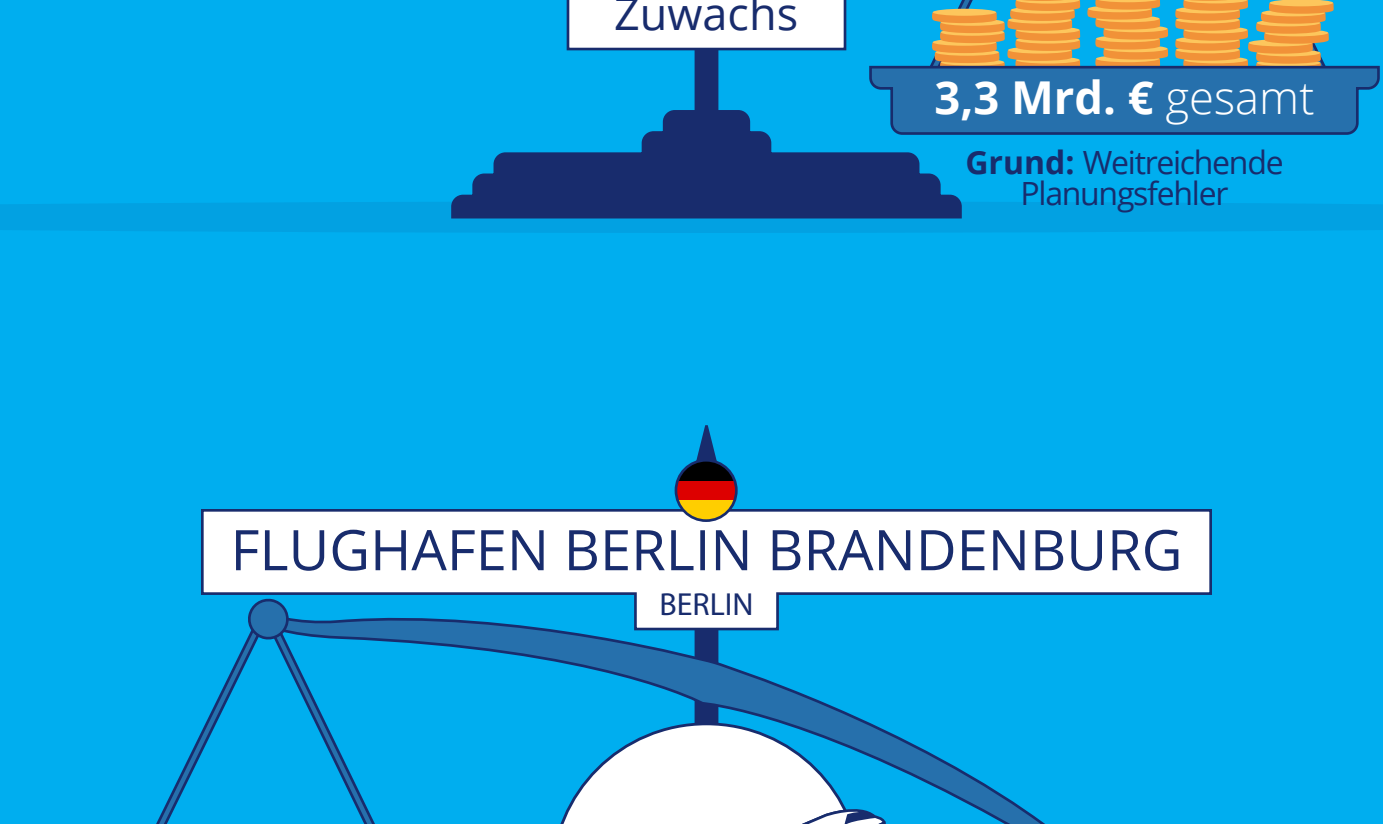 Zuwachs
3,3 Mrd. € gesamt
Grund: Weitreichende
Planungsfehler
FLUGHAFEN BERLIN BRANDENBURG
BERLIN